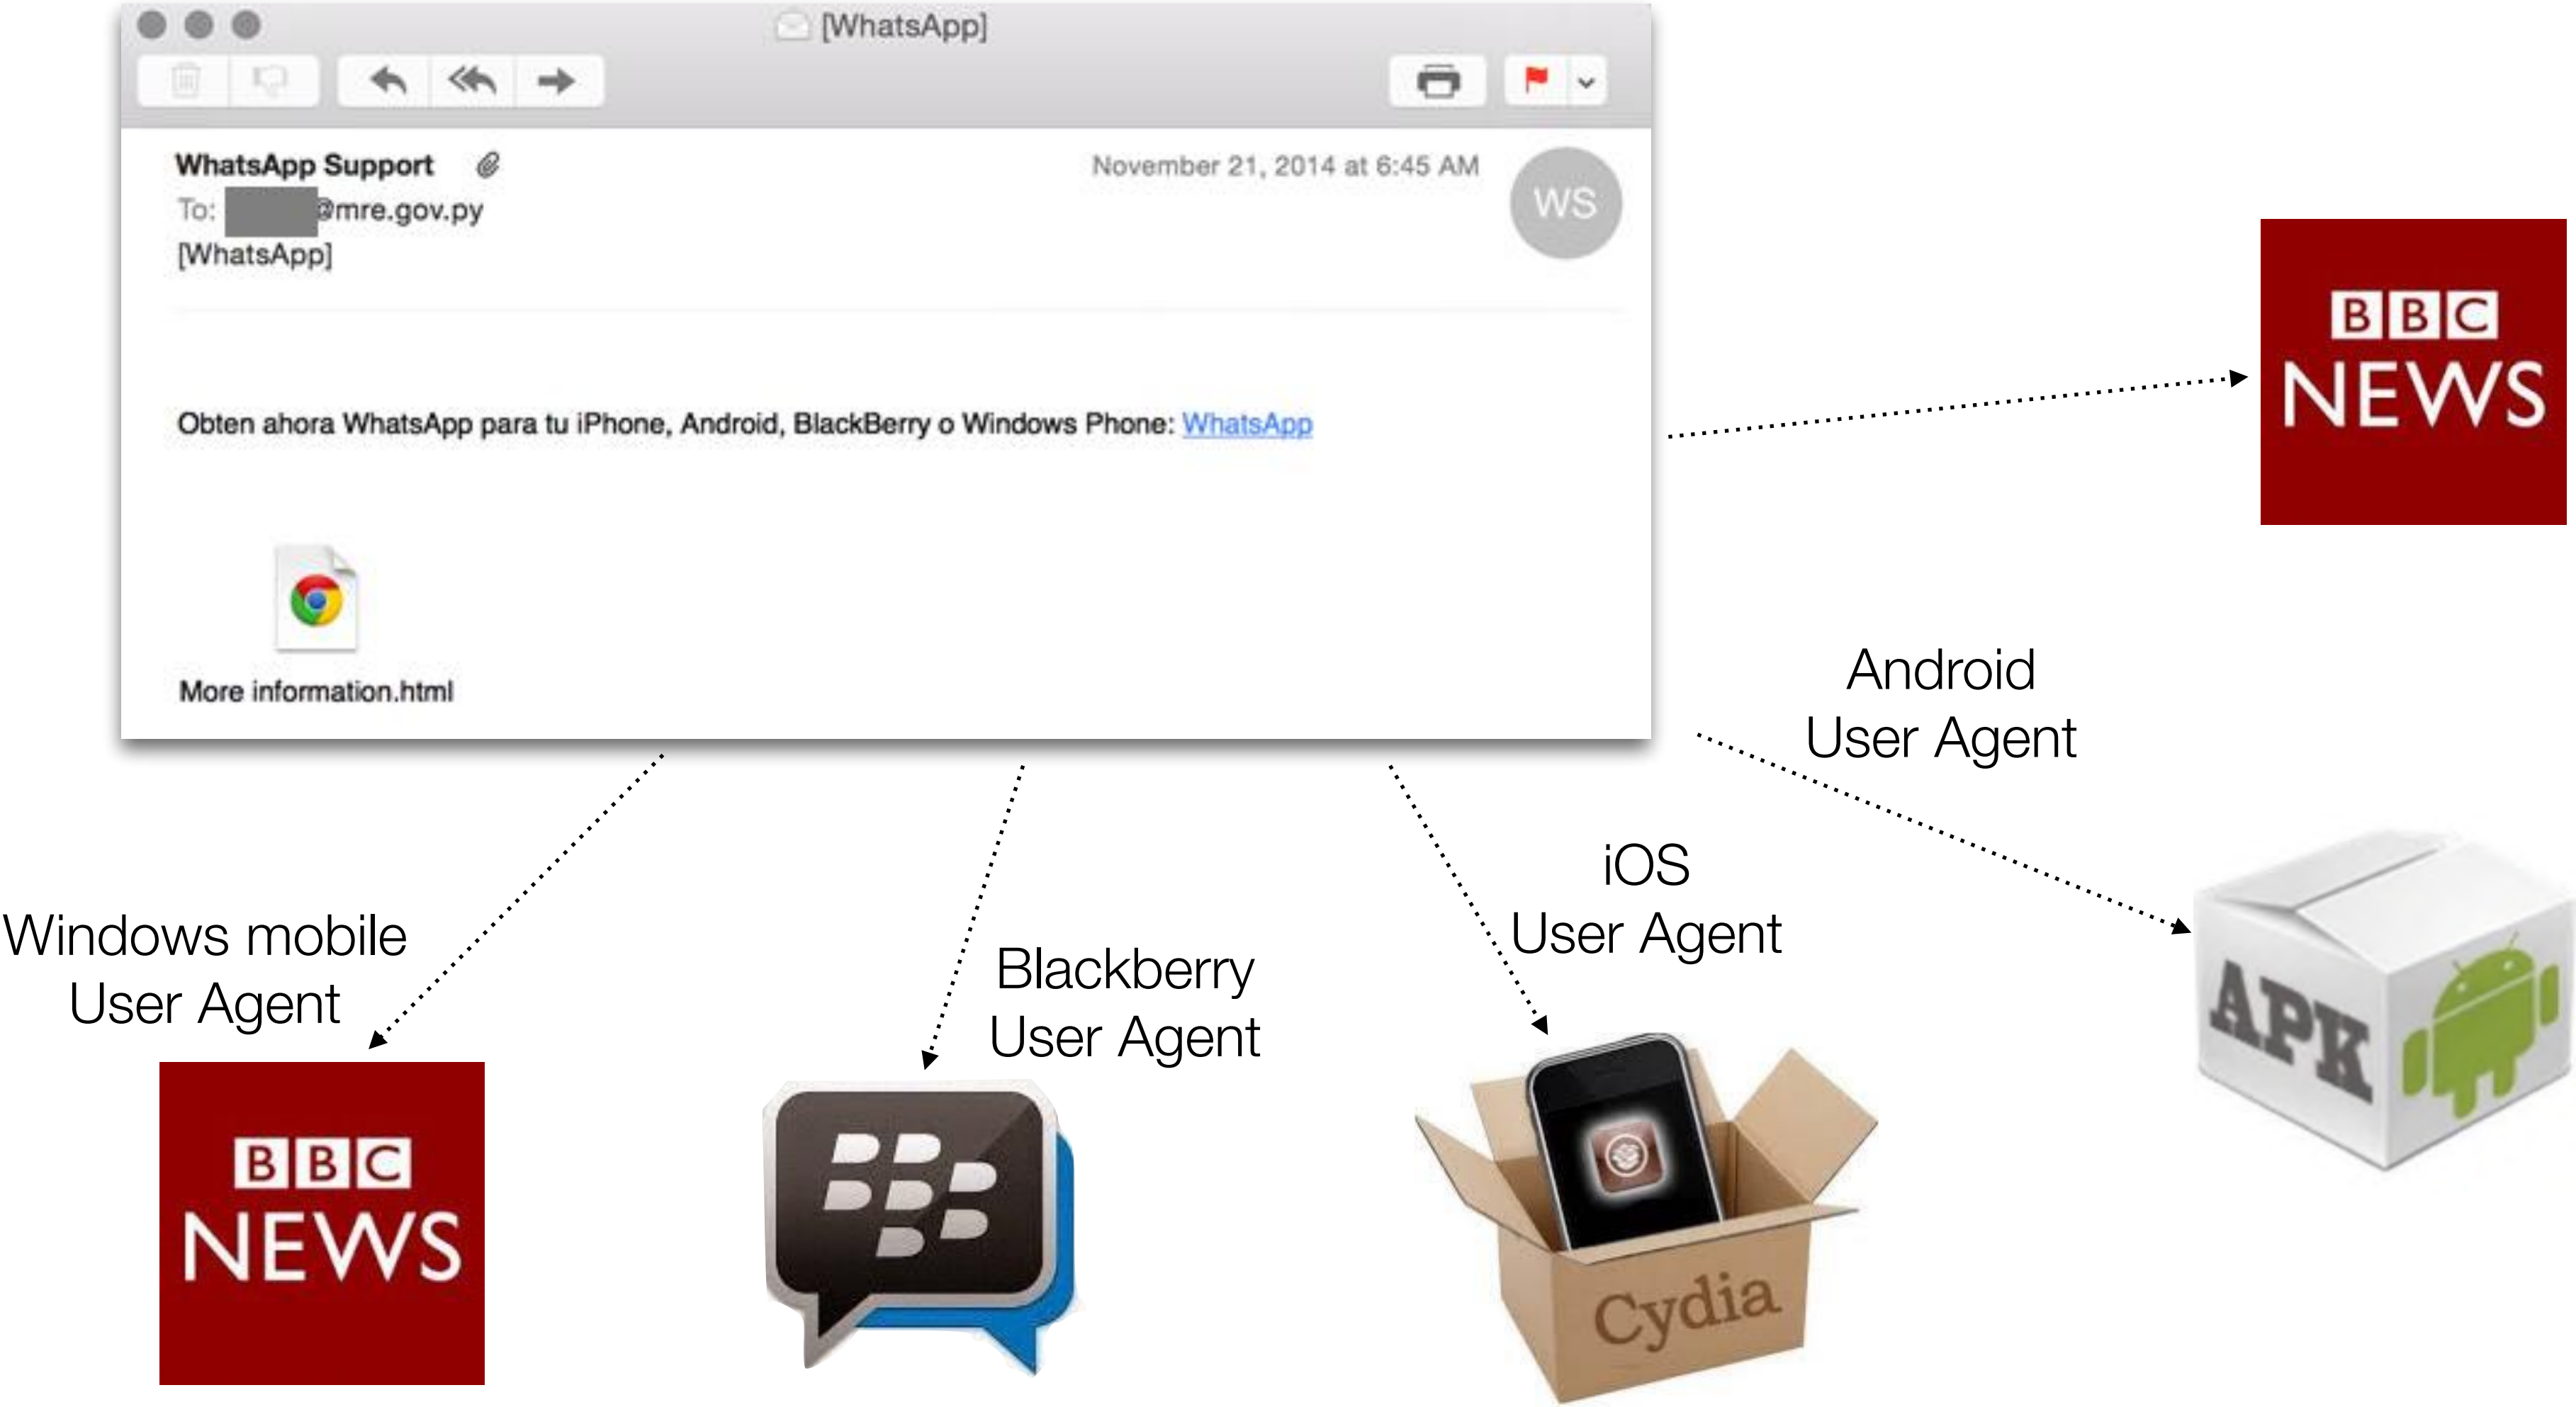 [WhatsApp]
WhatsApp Support
November 21, 2014 at 6:45 AM
WS
To: @mre.gov.py
[WhatsApp]
Obten ahora WhatsApp para tu iPhone, Android, BlackBerry o Windows Phone: WhatsApp
More information.html
BBC
NEWS
Android
User Agent
iOS
User Agent
Windows mobile
User Agent
Blackberry
User Agent
APK
BBC
NEWS
Cydia